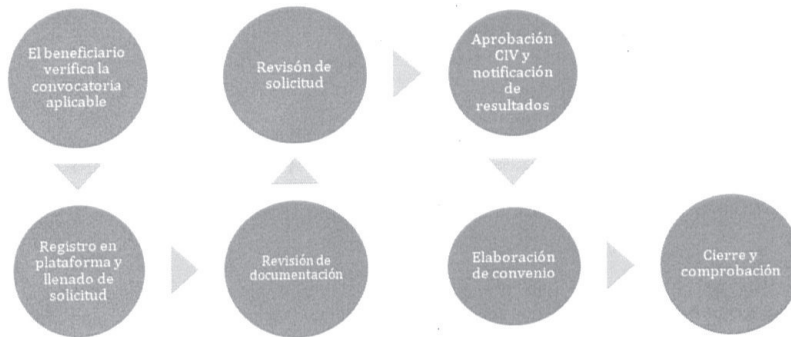 El beneficiario
verifica la
convocatoria
aplicable
Registro en
plataforma y
llenado de
solicitud
Revisión de
documentación
Revisón de
solicitud
Aprobación
CIV y
notificación
de
resultados
Elaboración
de convenio
Cierre y
comprobación